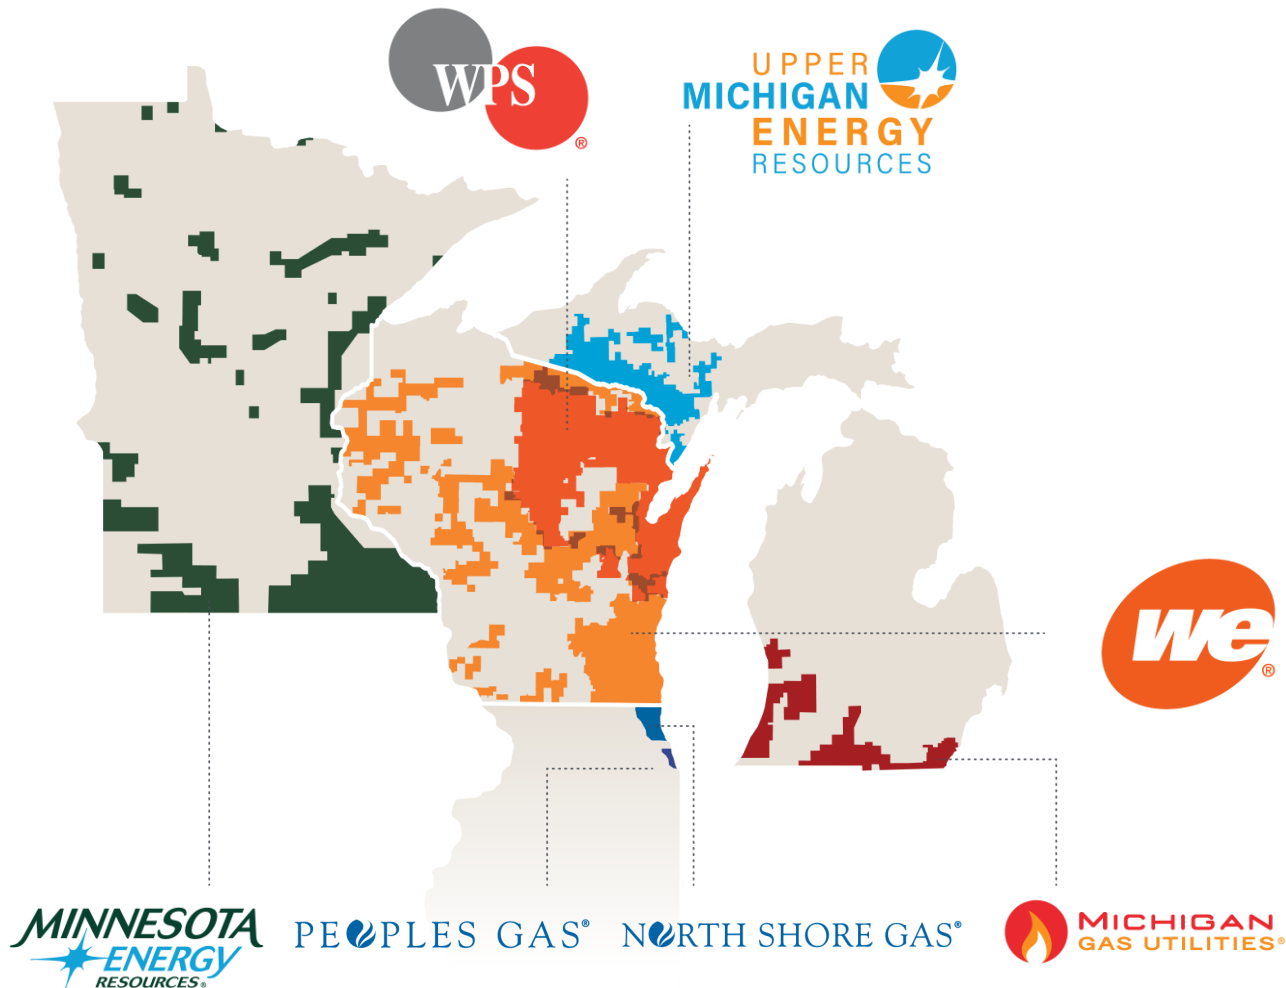 WPS
®
UPPER
MICHIGAN
ENERGY
RESOURCES
we
®
MINNESOTA
ENERGY
RESOURCES®
PEOPLES GAS®
NORTH SHORE GAS®
MICHIGAN
GAS UTILITIES®